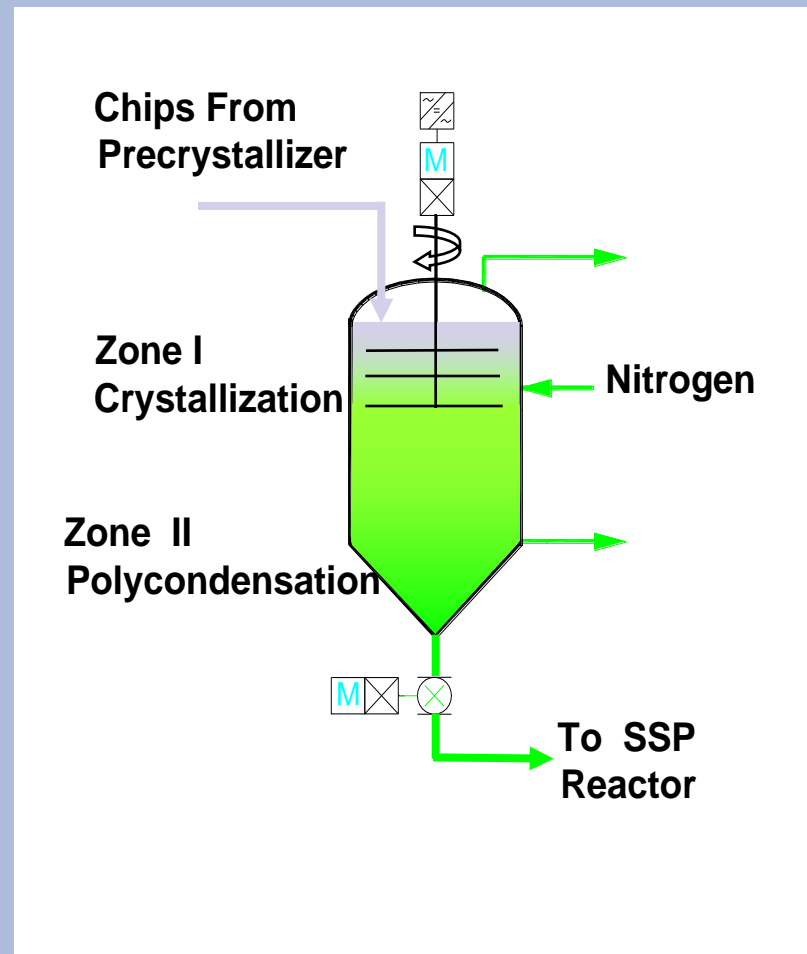 Chips From
Precrystallizer
M
Zone I
Crystallization
Nitrogen
Zone II
Polycondensation
M
To SSP
Reactor